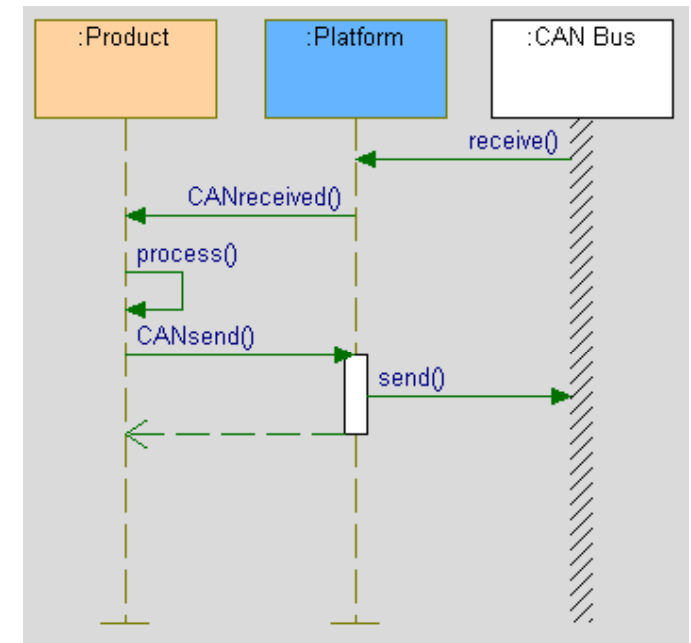 :Product
:Platform
:CAN Bus
receive()
CANreceived()
process()
CANsend()
send()